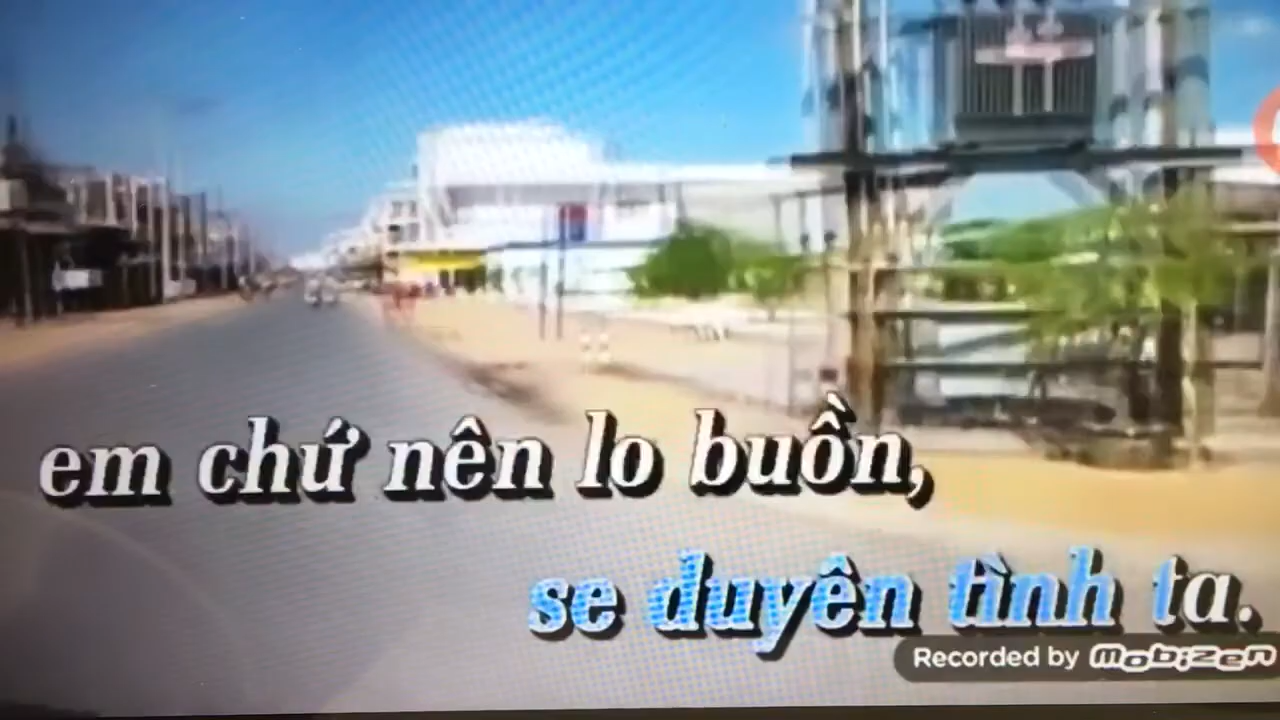 em chứ nên lo buồn,
se duyên tình ta.
Recorded by mobizen